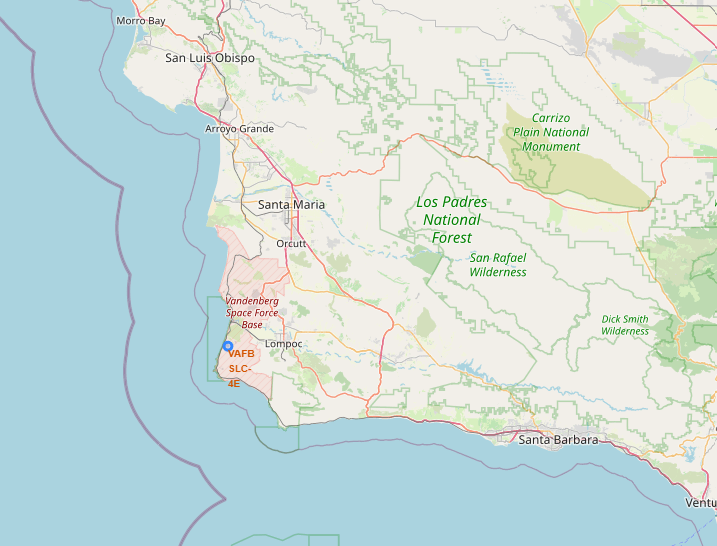 Morro Bay
San Luis Obispo
Arroyo Grande
Carrizo
Plain National
Monument
Santa Maria
Los Padres
National
Forest
Orcutt
San Rafael
Wilderness
Vandenberg
Space Force
Base
Dick Smith
Wilderness
Lompoc
VAFB
SLC-
4E
Santa Barbara
Ventu